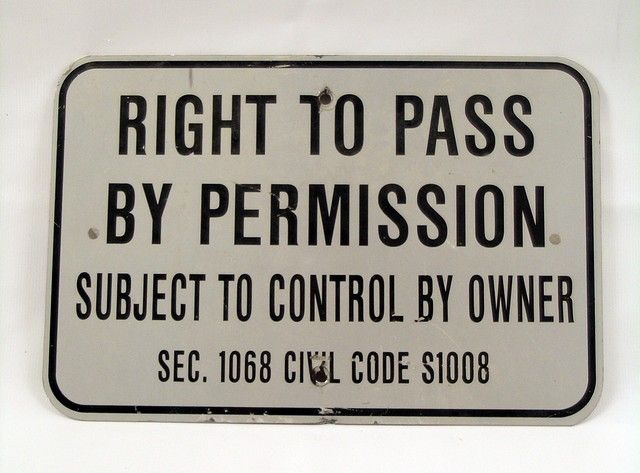 RIGHT TO PASS
BY PERMISSION
SUBJECT TO CONTROL BY OWNER
SEC. 1068 CIVIL CODE S1008